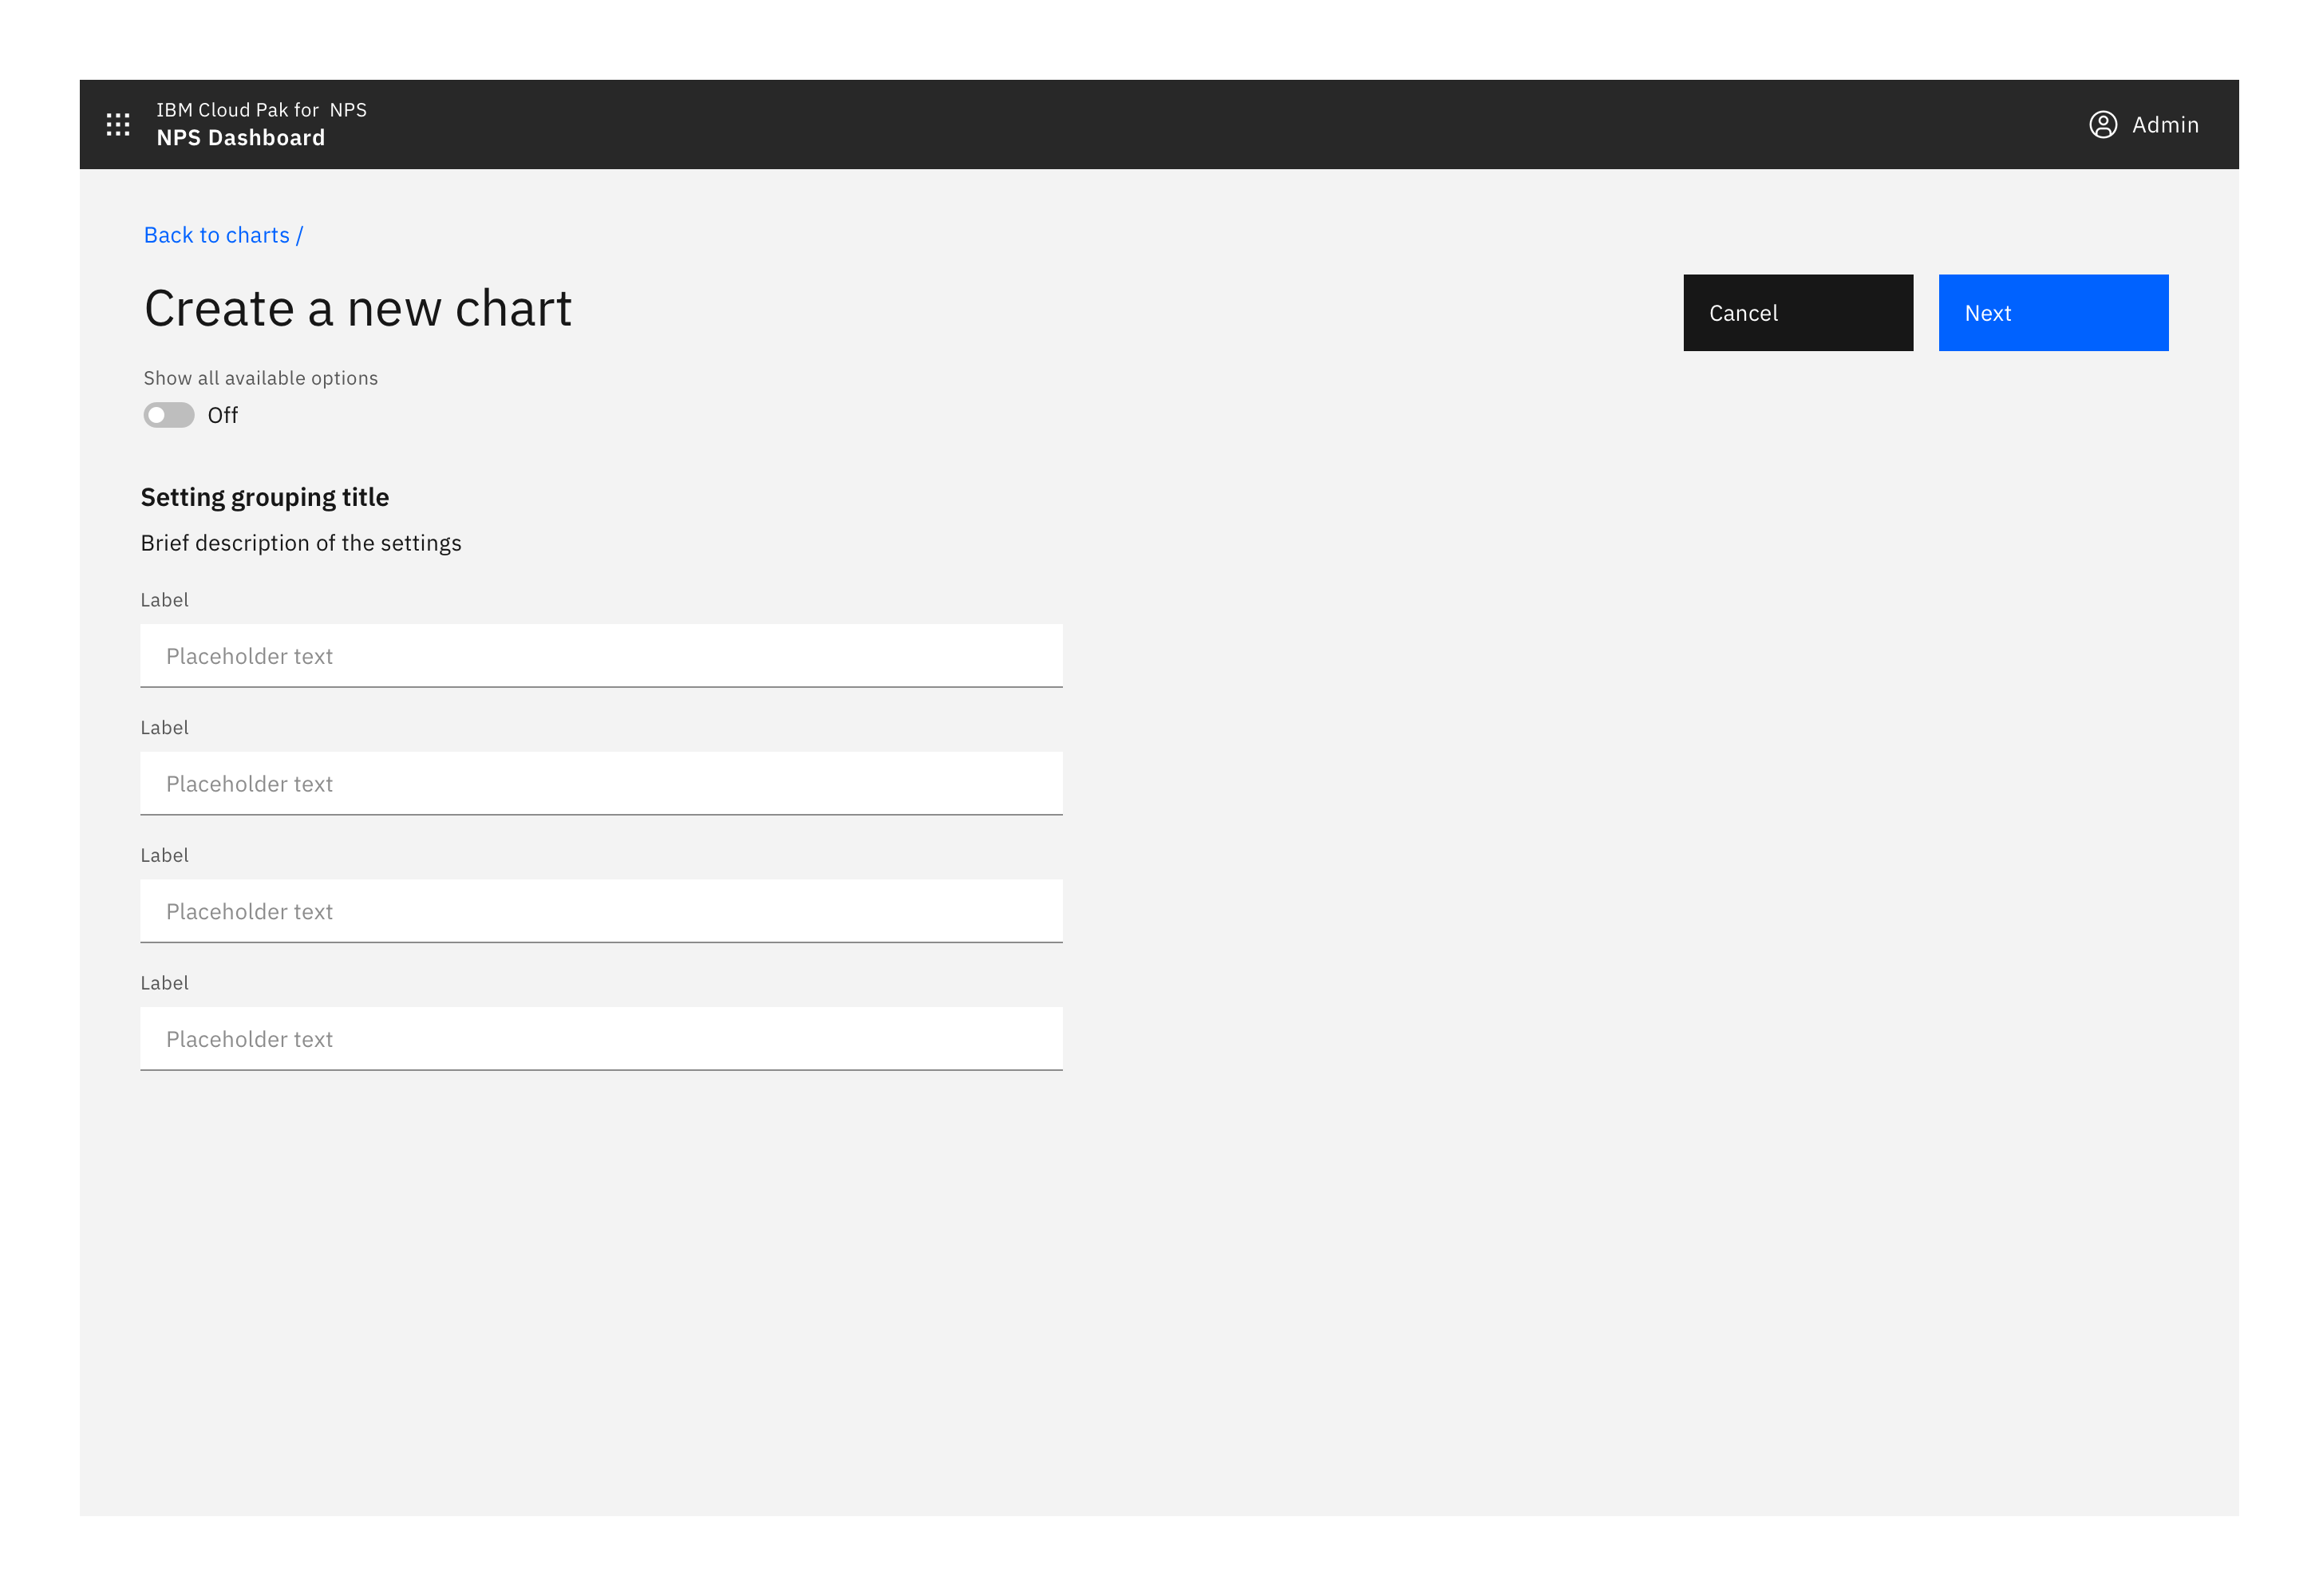 IBM Cloud Pak for  NPS
NPS Dashboard
Admin
Back to charts /
Create a new chart
Cancel
Next
Show all available options
Off
Setting grouping title
Brief description of the settings
Label
Placeholder text
Label
Placeholder text
Label
Placeholder text
Label
Placeholder text